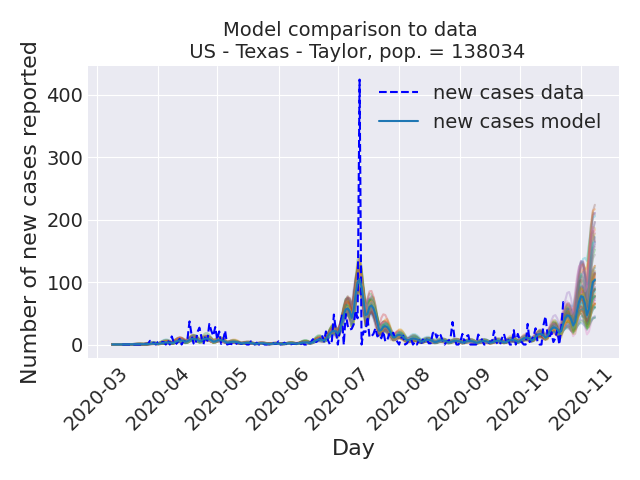 Model comparison to data
US - Texas - Taylor, pop. = 138034
Number of new cases reported
400
300
200
100
0
new cases data
new cases model
2020-03
2020-04
2020-05
2020-06
2020-07
2020-08
2020-09
2020-10
2020-11
Day